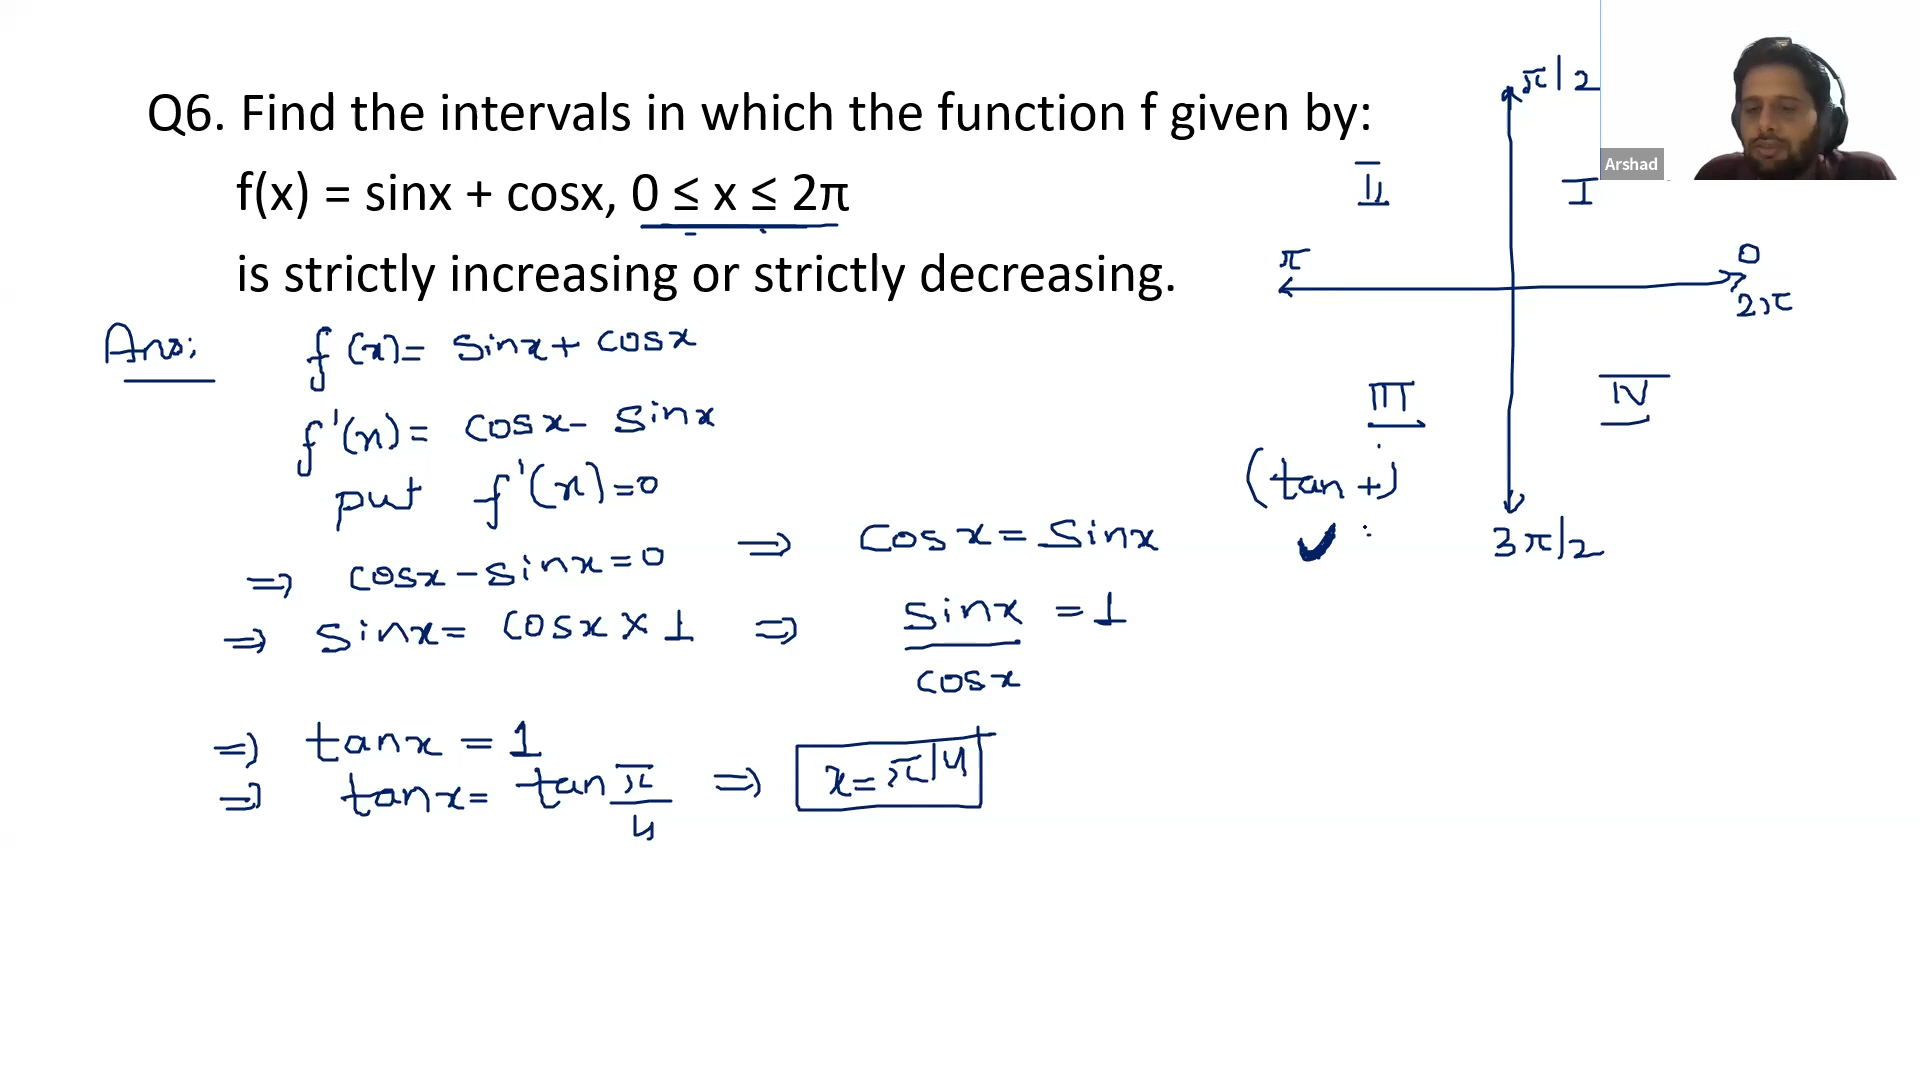 Q6. Find the intervals in which the function f given by:
f(x) = sinx + cosx, 0 ≤ x ≤ 2π
is strictly increasing or strictly decreasing.
Ans:
f(x) = sinx + cosx
f'(x) = cosx - sinx
put f'(x) = 0
⇒ cosx - sinx = 0 ⇒ cosx = sinx
⇒ sinx = cosx × 1 ⇒ sinx/cosx = 1
⇒ tanx = 1
⇒ tanx = tan π/4 ⇒ x = π/4
π/2
II I
π 0
2π
III IV
(tan +)
✓
3π/2
Arshad